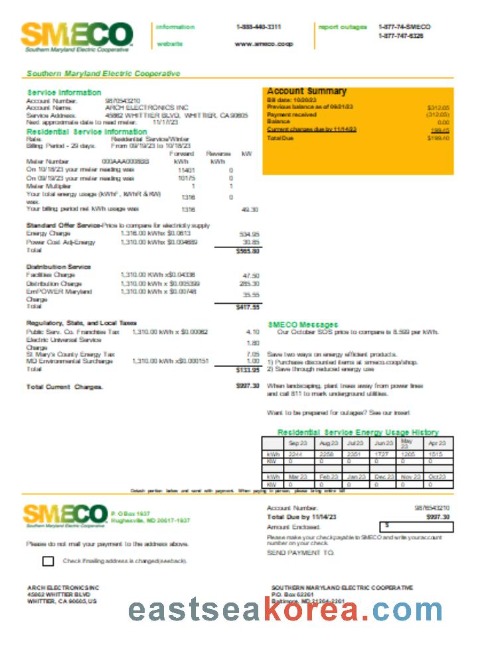 SMECO
Southern Maryland Electric Cooperative
information 1-888-440-3311
website www.smeco.coop
report outages 1-877-74-SMECO
1-877-747-6326
Southern Maryland Electric Cooperative
Service Information
Account Number. 9876543210
Account Name. ARCH ELECTRONICS INC
Service Address. 45862 WHITTIER BLVD, WHITTIER, CA 90605
Next approximate date to read meter. 11/17/23
Residential Service Information
Rate. Residential Service/Winter
Billing Period - 29 days. From 09/19/23 to 10/18/23
Forward Reverse kW
Meter Number kWh kWh
On 10/18/23 your meter reading was 11401 0
On 09/19/23 your meter reading was 10175 0
Meter Multiplier 1 1
Your total energy usage (kWhF, kWhR & KW) was. 1316 0
Your billing period net kWh usage was 1316 49.30
Account Summary
Bill date: 10/20/23
Previous balance as of 09/21/23 $312.05
Payment received (312.05)
Balance 0.00
Current charges due by 11/14/23
Total Due
Standard Offer Service-Price to compare for electricity supply
Energy Charge 1,316.00 kWhx $0.0613 534.95
Power Cost Adj-Energy 1,310.00 kWhx $0.004669 30.85
Total $565.80
Distribution Service
Facilities Charge 1,310.00 KWh x$0.04308 47.50
Distribution Charge 1,310.00 kWh x $0.055399
EmPOWER Maryland Charge 1,310.00 kWh x $0.00748 35.55
Total $417.55
Regulatory, State, and Local Taxes
Public Serv. Co. Franchise Tax 1,310.00 kWh x $0.00062 4.10
Electric Universal Service Charge 1.80
St. Mary's County Energy Tax 7.05
MD Environmental Surcharge 1,310.00 kWh x$0.000151 1.00
Total $133.95
Total Current Charges. $997.30
SMECO Messages
Our October SOS price to compare is 8.599 per kWh.
Save two ways on energy efficient products.
1) Purchase discounted items at smeco.coop/shop.
2) Save through reduced energy use
When landscaping, plant trees away from power lines
and call 811 to mark underground utilities.
Want to be prepared for outages? See our insert
Residential Service Energy Usage History
Sep 23 Aug 23 Jul 23 Jun 23 May 23 Apr 23
kWh 2244 2258 2351 1727 1205 1515
KW 0 0 0 0 0 0
Mar 23 Feb 23 Jan 23 Dec 23 Nov 23 Oct 23
kWh
KW 0 0 0 0 0 0
Detach portion below and send with payment. When paying in person, please bring entire bill
SMECO
Southern Maryland Electric Cooperative
P. O Box 1937
Hughesville, MD 20617-1937
Account Number. 9876543210
Total Due by 11/14/23 $997.30
Amount Enclosed. $
Please do not mail your payment to the address above.
Please make your check payable to SMECO and write your account
number on your check.
SEND PAYMENT TO.
Check if mailing address is changed (see back).
ARCH ELECTRONICS INC
45862 WHITTIER BLVD
WHITTIER, CA 90605, US
SOUTHERN MARYLAND ELECTRIC COOPERATIVE
P.O. Box 62261
Baltimore, MD 21264-2261
eastseakorea.com